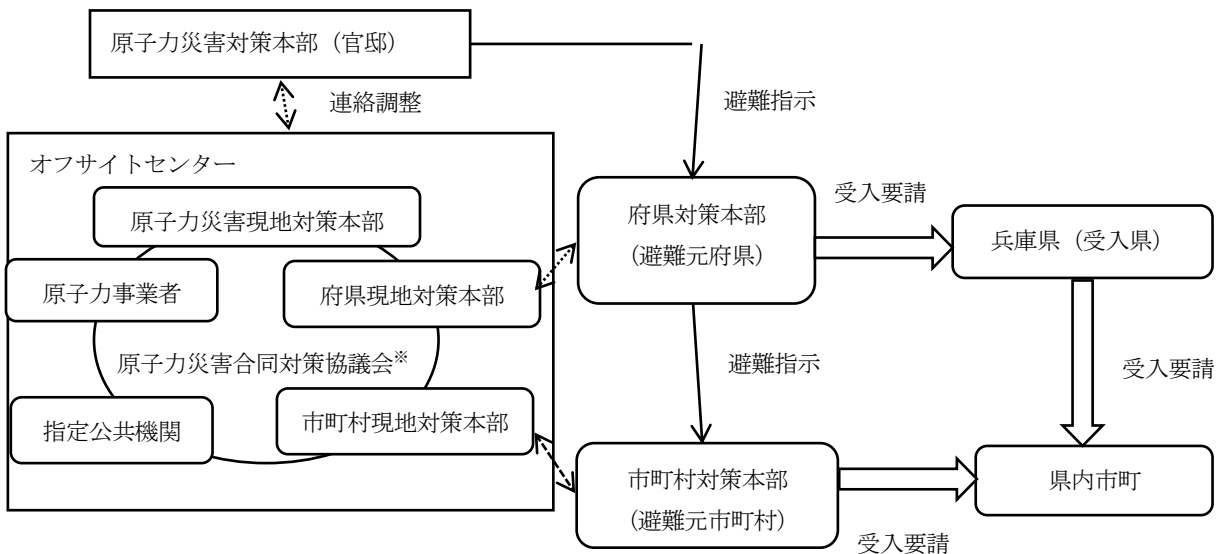 原子力災害対策本部（官邸）
連絡調整
避難指示
オフサイトセンター
原子力災害現地対策本部
原子力事業者
府県現地対策本部
原子力災害合同対策協議会※
指定公共機関
市町村現地対策本部
府県対策本部
（避難元府県）
受入要請
兵庫県（受入県）
避難指示
受入要請
市町村対策本部
（避難元市町村）
受入要請
県内市町